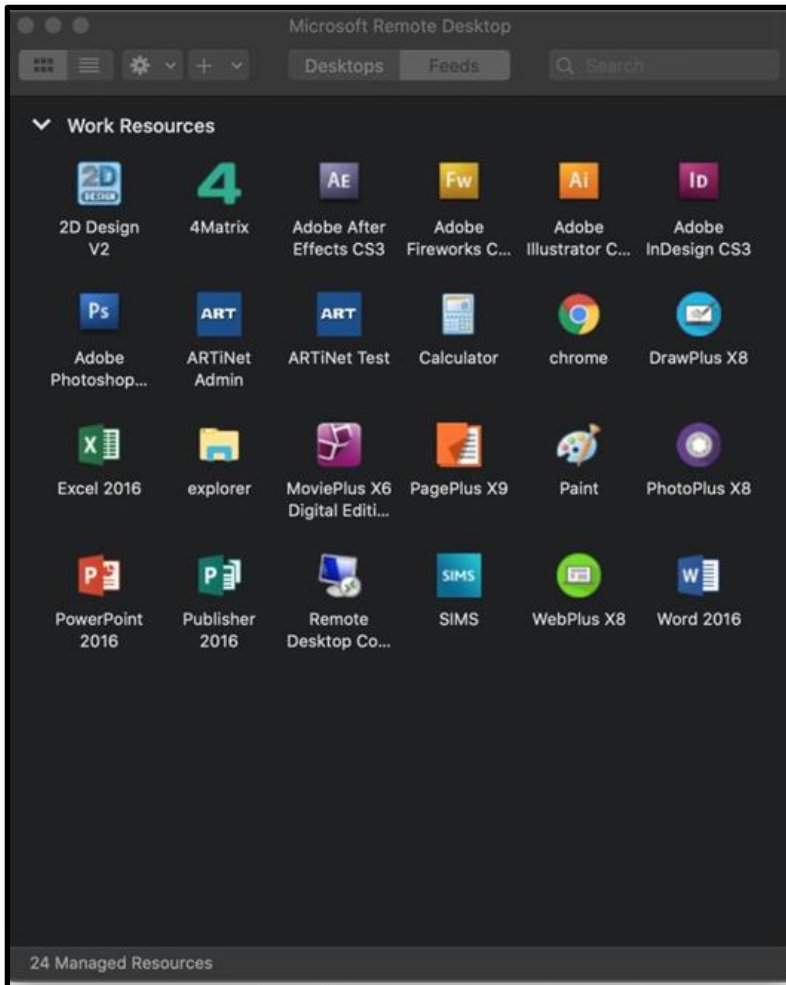 Microsoft Remote Desktop
Desktops Feeds Search
Work Resources
2D DESIGN 4 AE Fw Ai ID
2D Design 4Matrix Adobe After Adobe Adobe Adobe
V2 Effects CS3 Fireworks C... Illustrator C... InDesign CS3
Ps ART ART
Adobe ARTiNet ARTiNet Test Calculator chrome DrawPlus X8
Photoshop... Admin
X
Excel 2016 explorer MoviePlus X6 PagePlus X9 Paint PhotoPlus X8
Digital Editi...
P P SIMS W
PowerPoint Publisher Remote SIMS WebPlus X8 Word 2016
2016 2016 Desktop Co...
24 Managed Resources